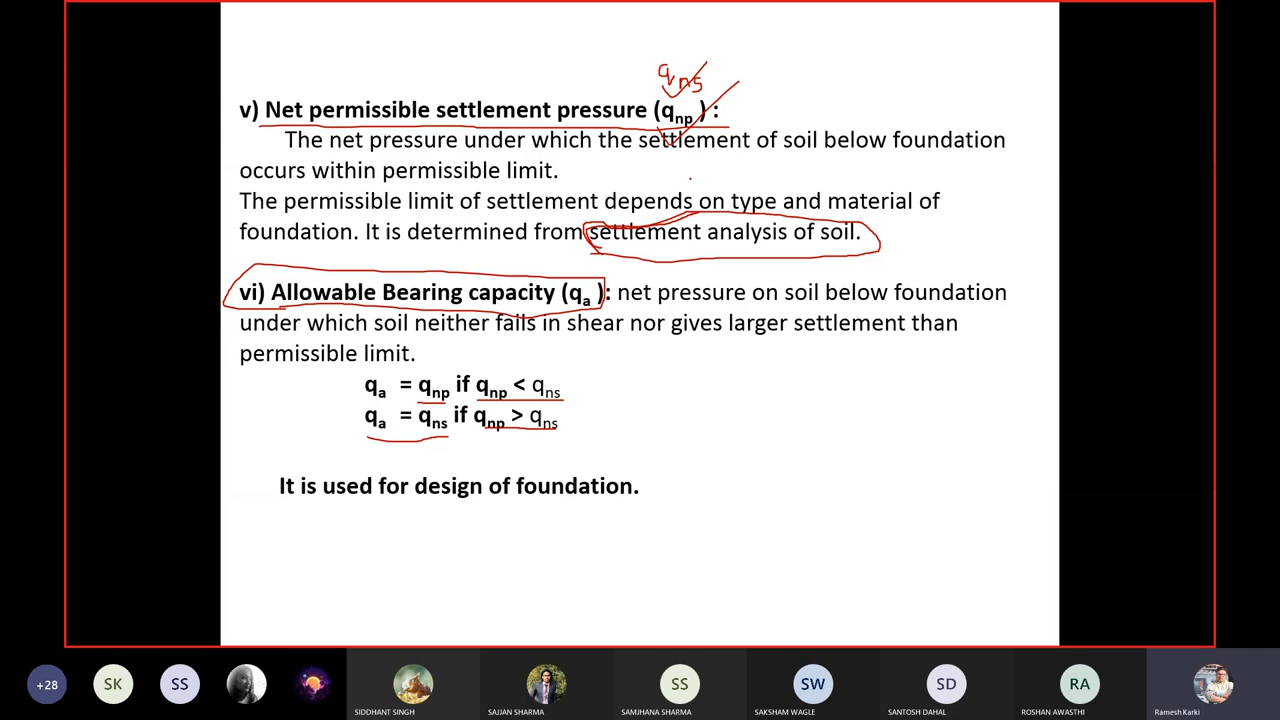 qns
v) Net permissible settlement pressure (qnp ) :
The net pressure under which the settlement of soil below foundation
occurs within permissible limit.
The permissible limit of settlement depends on type and material of
foundation. It is determined from settlement analysis of soil.
vi) Allowable Bearing capacity (qa ): net pressure on soil below foundation
under which soil neither fails in shear nor gives larger settlement than
permissible limit.
qa = qnp if qnp < qns
qa = qns if qnp > qns
It is used for design of foundation.
+28 SK SS SS SW SD RA
SIDDHANT SINGH SAJJAN SHARMA SAMJHANA SHARMA SAKSHAM WAGLE SANTOSH DAHAL ROSHAN AWASTHI Ramesh Karki